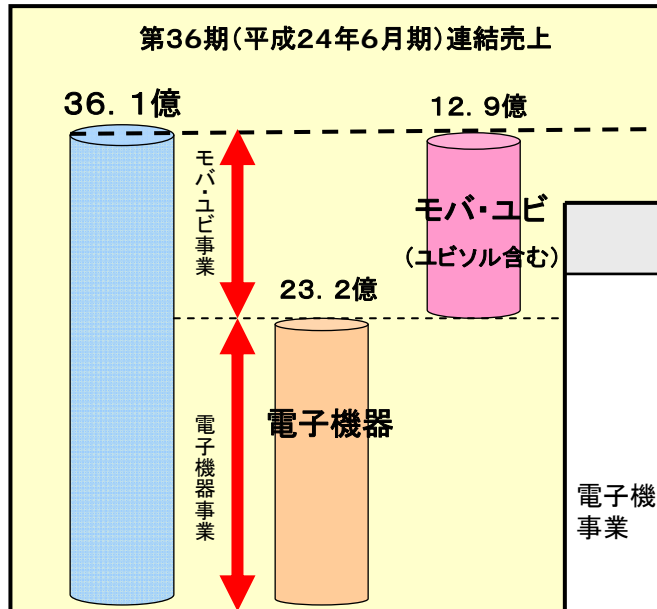 第36期(平成24年6月期)連結売上
36.1億
12.9億
モバ・ユビ事業
モバ・ユビ
(ユビソル含む)
23.2億
電子機器事業
電子機器
電子機
事業